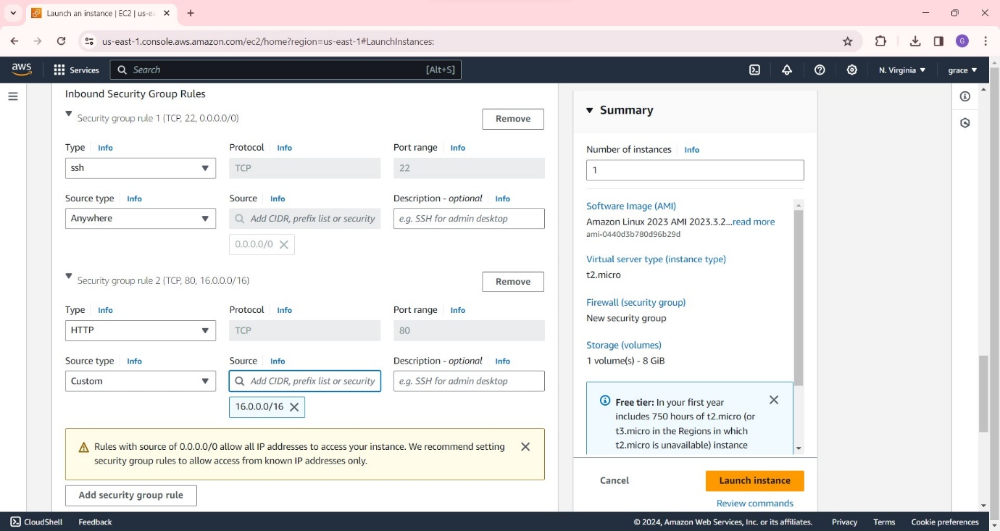 Launch an instance | EC2 | us-ea
us-east-1.console.aws.amazon.com/ec2/home?region=us-east-1#LaunchInstances:
G
aws
Services
Search
[Alt+S]
N. Virginia
grace
Inbound Security Group Rules
Security group rule 1 (TCP, 22, 0.0.0.0/0)
Remove
Type Info
Protocol Info
Port range Info
ssh
TCP
22
Source type Info
Source Info
Description - optional Info
Anywhere
Add CIDR, prefix list or security
e.g. SSH for admin desktop
0.0.0.0/0
Security group rule 2 (TCP, 80, 16.0.0.0/16)
Remove
Type Info
Protocol Info
Port range Info
HTTP
TCP
80
Source type Info
Source Info
Description - optional Info
Custom
Add CIDR, prefix list or security
e.g. SSH for admin desktop
16.0.0.0/16
Rules with source of 0.0.0.0/0 allow all IP addresses to access your instance. We recommend setting
security group rules to allow access from known IP addresses only.
Add security group rule
Summary
Number of instances Info
1
Software Image (AMI)
Amazon Linux 2023 AMI 2023.3.2...read more
ami-0440d3b780d96b29d
Virtual server type (instance type)
t2.micro
Firewall (security group)
New security group
Storage (volumes)
1 volume(s) - 8 GiB
Free tier: In your first year
includes 750 hours of t2.micro (or
t3.micro in the Regions in which
t2.micro is unavailable) instance
Cancel
Launch instance
Review commands
CloudShell
Feedback
© 2024, Amazon Web Services, Inc. or its affiliates.
Privacy
Terms
Cookie preferences